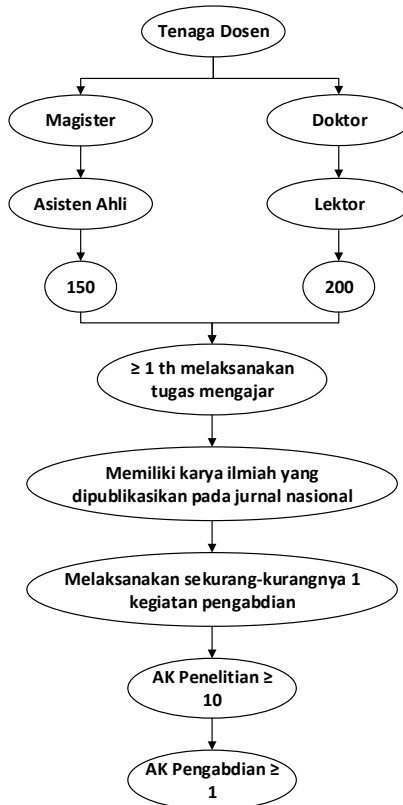 Tenaga Dosen
Magister
Doktor
Asisten Ahli
Lektor
150
200
≥ 1 th melaksanakan
tugas mengajar
Memiliki karya ilmiah yang
dipublikasikan pada jurnal nasional
Melaksanakan sekurang-kurangnya 1
kegiatan pengabdian
AK Penelitian ≥
10
AK Pengabdian ≥
1